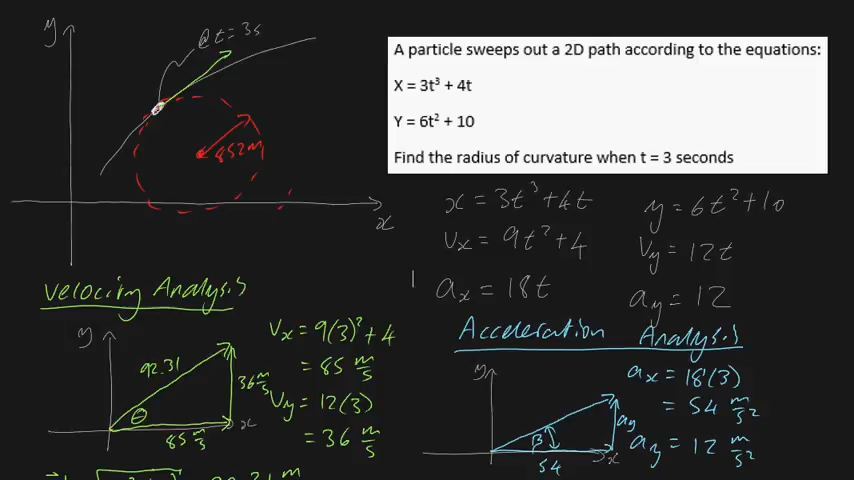 y
@t = 3s
852m
x
A particle sweeps out a 2D path according to the equations:
X = 3t³ + 4t
Y = 6t² + 10
Find the radius of curvature when t = 3 seconds
x = 3t³ + 4t
y = 6t² + 10
Vx = 9t² + 4
Vy = 12t
ax = 18t
ay = 12
Velocity Analysis
y
92.31
θ
36 m/s
85 m/s
x
Vx = 9(3)² + 4
= 85 m/s
Vy = 12(3)
= 36 m/s
Acceleration Analysis
y
β
ay
54
x
ax = 18(3)
= 54 m/s²
ay = 12 m/s²